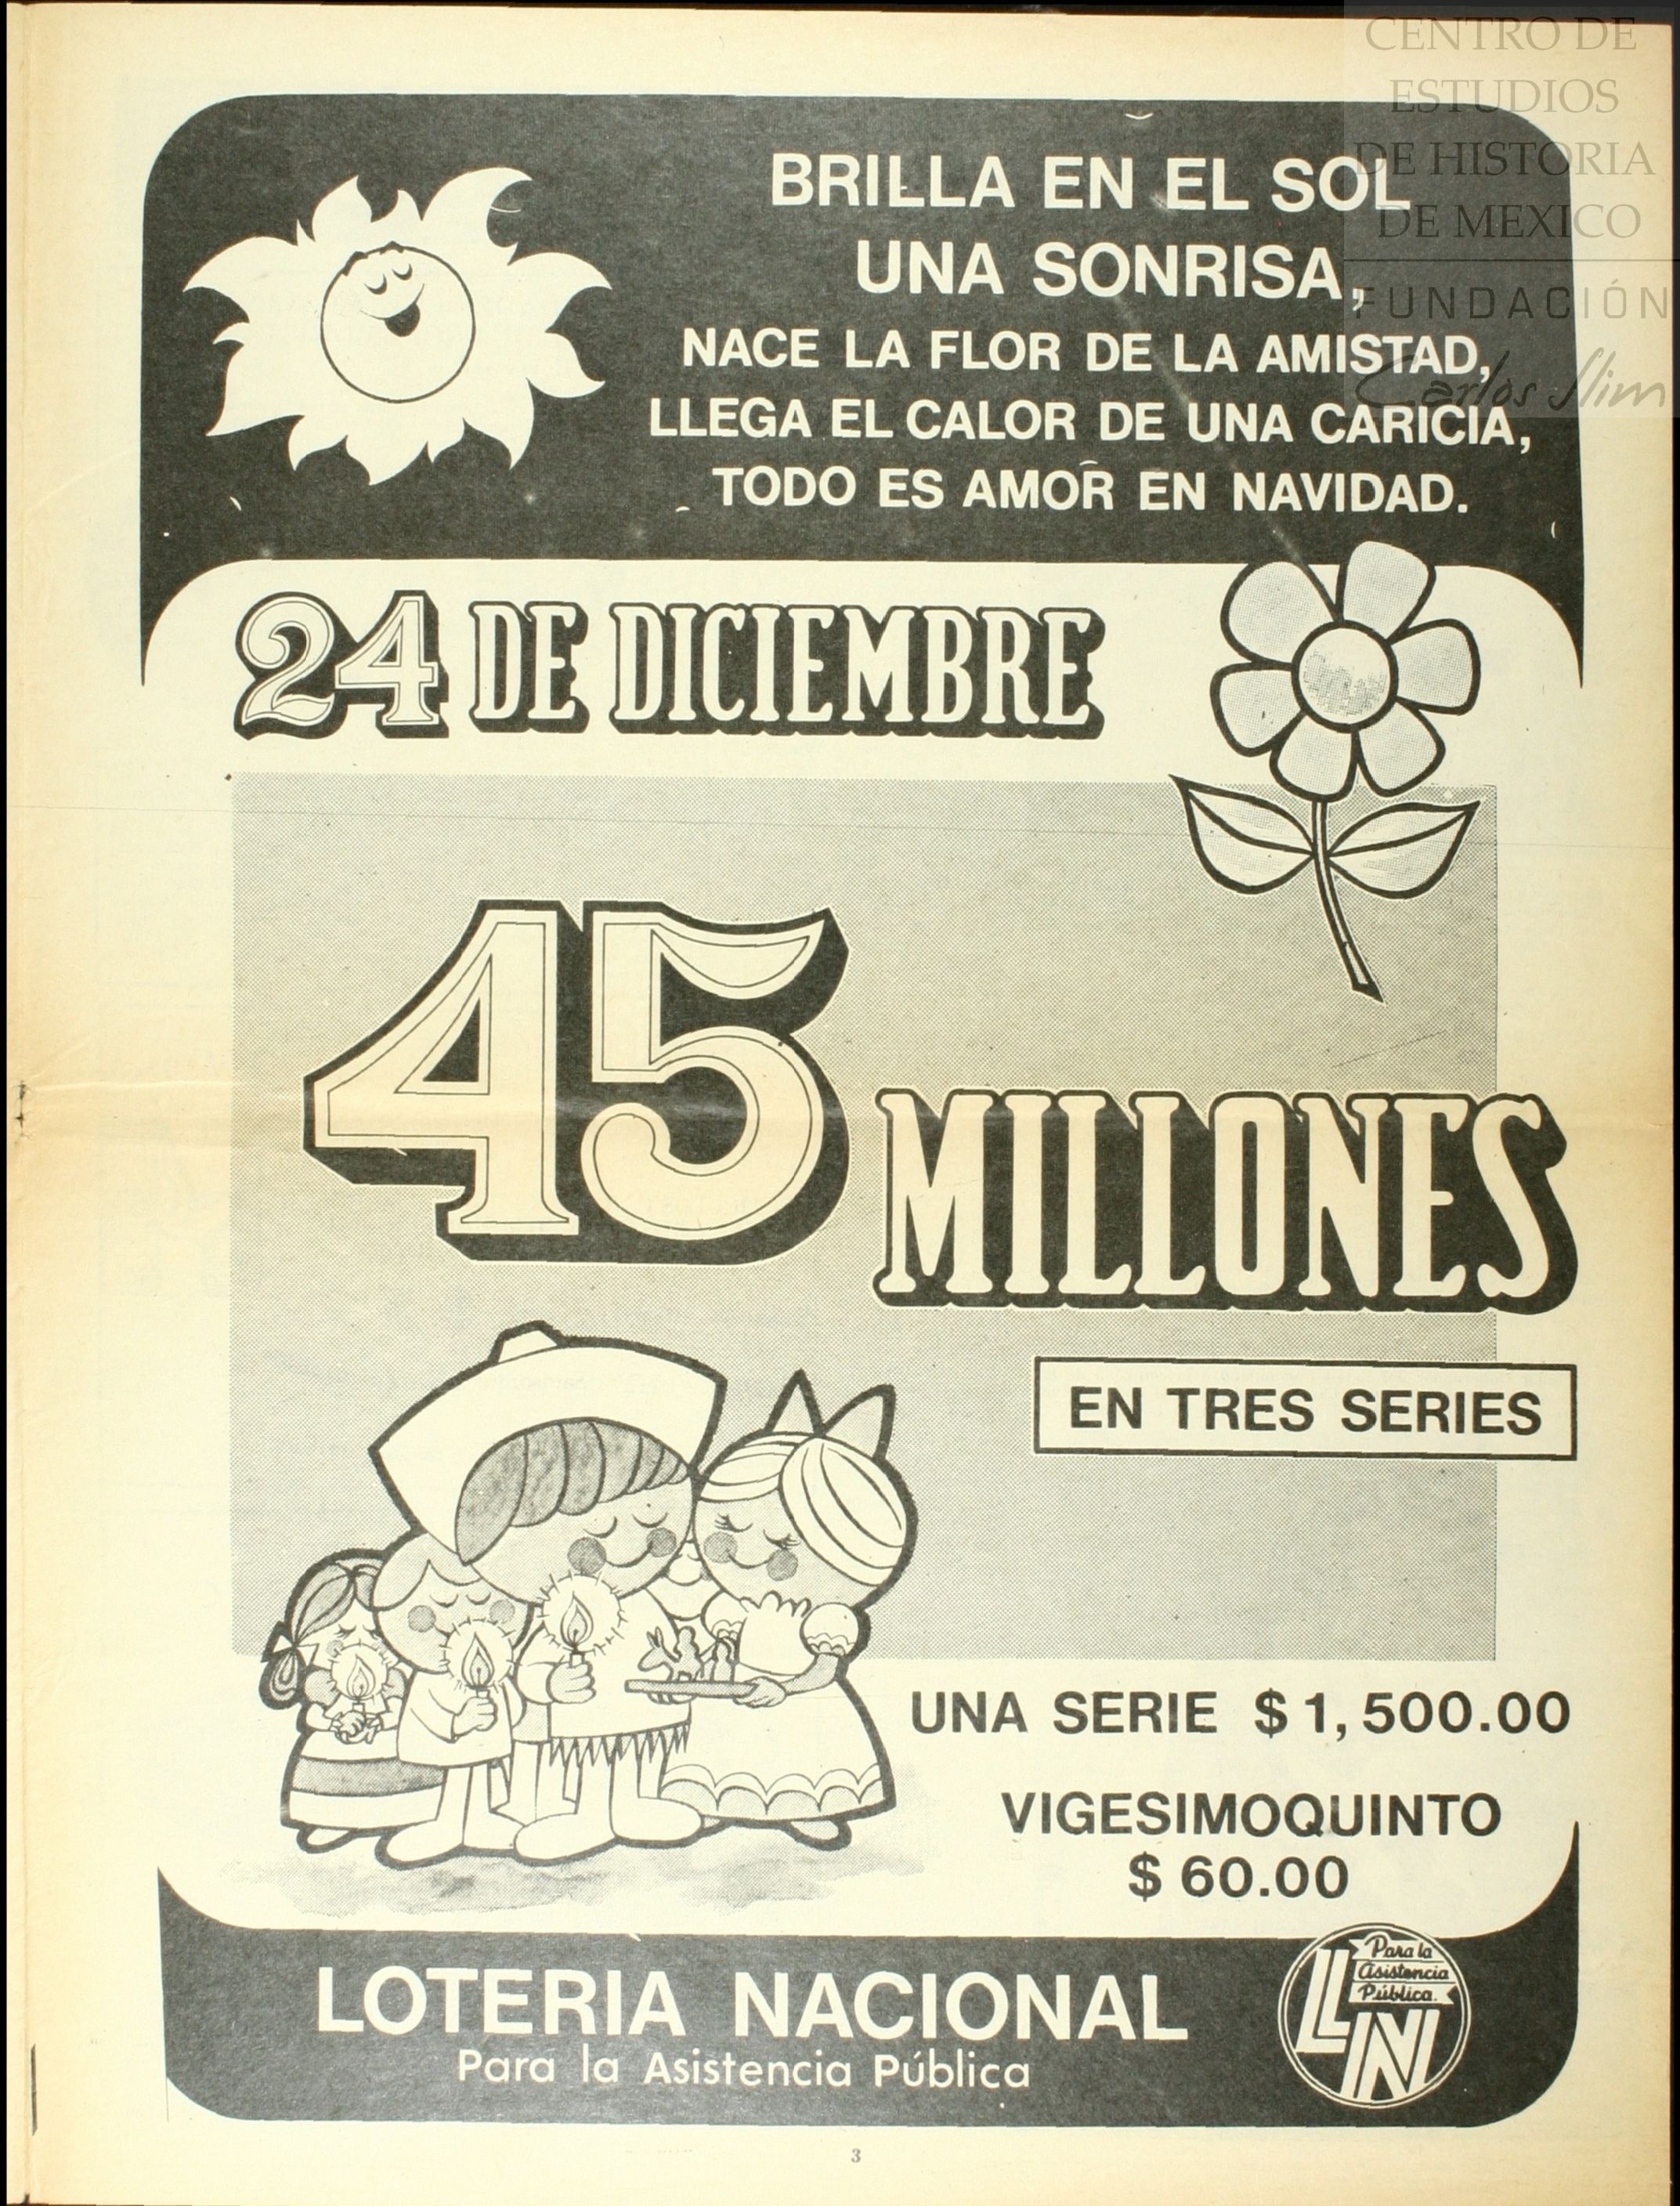 CENTRO DE
ESTUDIOS
DE HISTORIA
DE MEXICO
FUNDACIÓN
Carlos Slim
BRILLA EN EL SOL
UNA SONRISA,
NACE LA FLOR DE LA AMISTAD,
LLEGA EL CALOR DE UNA CARICIA,
TODO ES AMOR EN NAVIDAD.
24 DE DICIEMBRE
45 MILLONES
EN TRES SERIES
UNA SERIE $1,500.00
VIGESIMOQUINTO
$60.00
LOTERIA NACIONAL
Para la Asistencia Pública
Para la
Asistencia
Pública.
LN
3